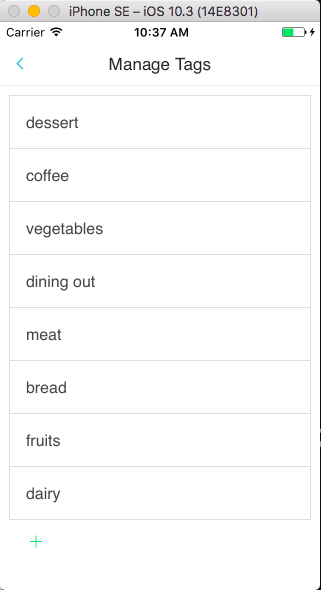 iPhone SE – iOS 10.3 (14E8301)
Carrier 10:37 AM
Manage Tags
dessert
coffee
vegetables
dining out
meat
bread
fruits
dairy
+